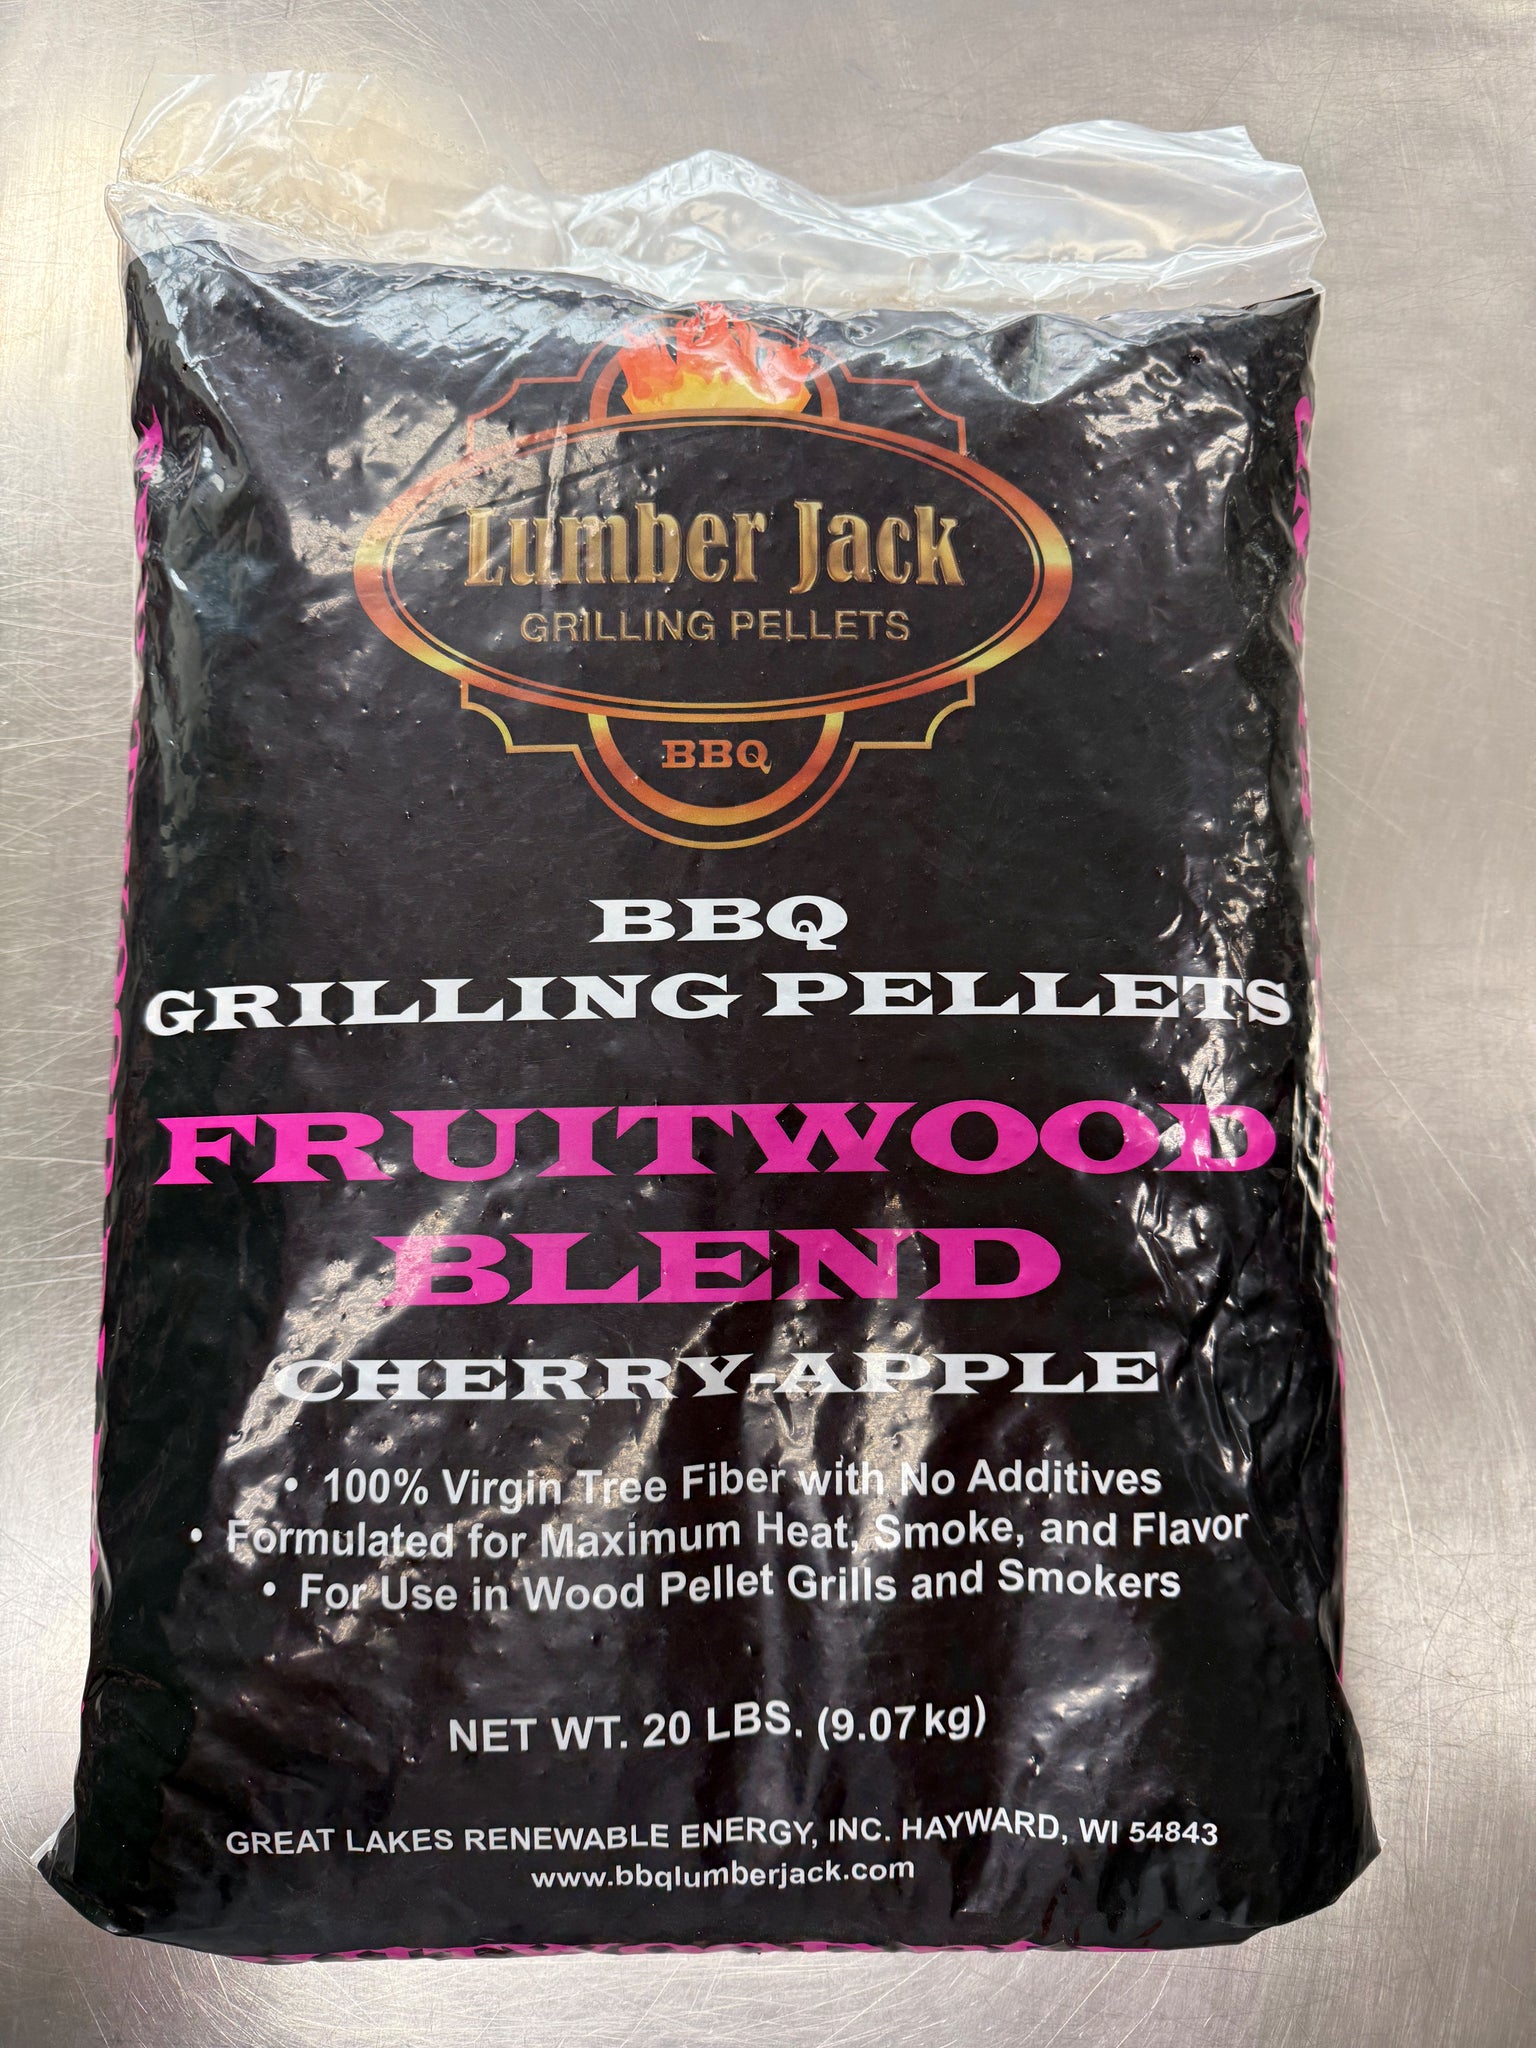 Lumber Jack
GRILLING PELLETS
BBQ
BBQ
GRILLING PELLETS
FRUITWOOD
BLEND
CHERRY-APPLE
• 100% Virgin Tree Fiber with No Additives
• Formulated for Maximum Heat, Smoke, and Flavor
• For Use in Wood Pellet Grills and Smokers
NET WT. 20 LBS. (9.07 kg)
GREAT LAKES RENEWABLE ENERGY, INC. HAYWARD, WI 54843
www.bbqlumberjack.com